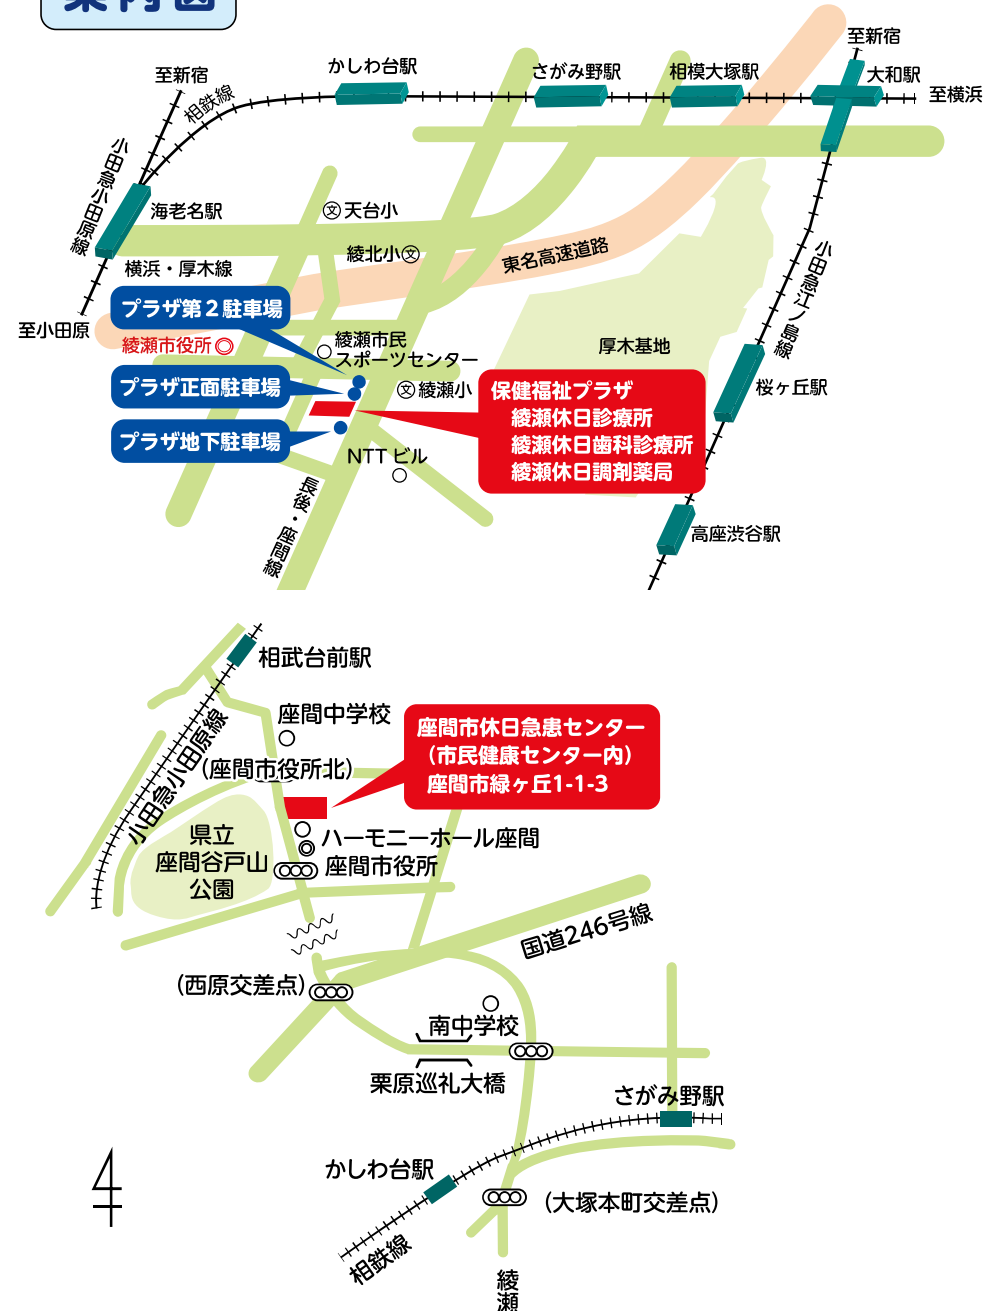 案内図
至新宿
かしわ台駅
さがみ野駅
相模大塚駅
至新宿
大和駅
至横浜
相鉄線
小田急小田原線
海老名駅
天台小
文
綾北小
文
東名高速道路
横浜・厚木線
小田急江ノ島線
プラザ第2駐車場
至小田原
綾瀬市役所
綾瀬市民
スポーツセンター
厚木基地
プラザ正面駐車場
文
綾瀬小
桜ヶ丘駅
保健福祉プラザ
綾瀬休日診療所
綾瀬休日歯科診療所
綾瀬休日調剤薬局
プラザ地下駐車場
NTT ビル
長後・座間線
高座渋谷駅
相武台前駅
座間中学校
小田急小田原線
座間市休日急患センター
(市民健康センター内)
座間市緑ヶ丘1-1-3
(座間市役所北)
県立
座間谷戸山
公園
ハーモニーホール座間
座間市役所
国道246号線
(西原交差点)
南中学校
栗原巡礼大橋
さがみ野駅
かしわ台駅
(大塚本町交差点)
相鉄線
綾瀬